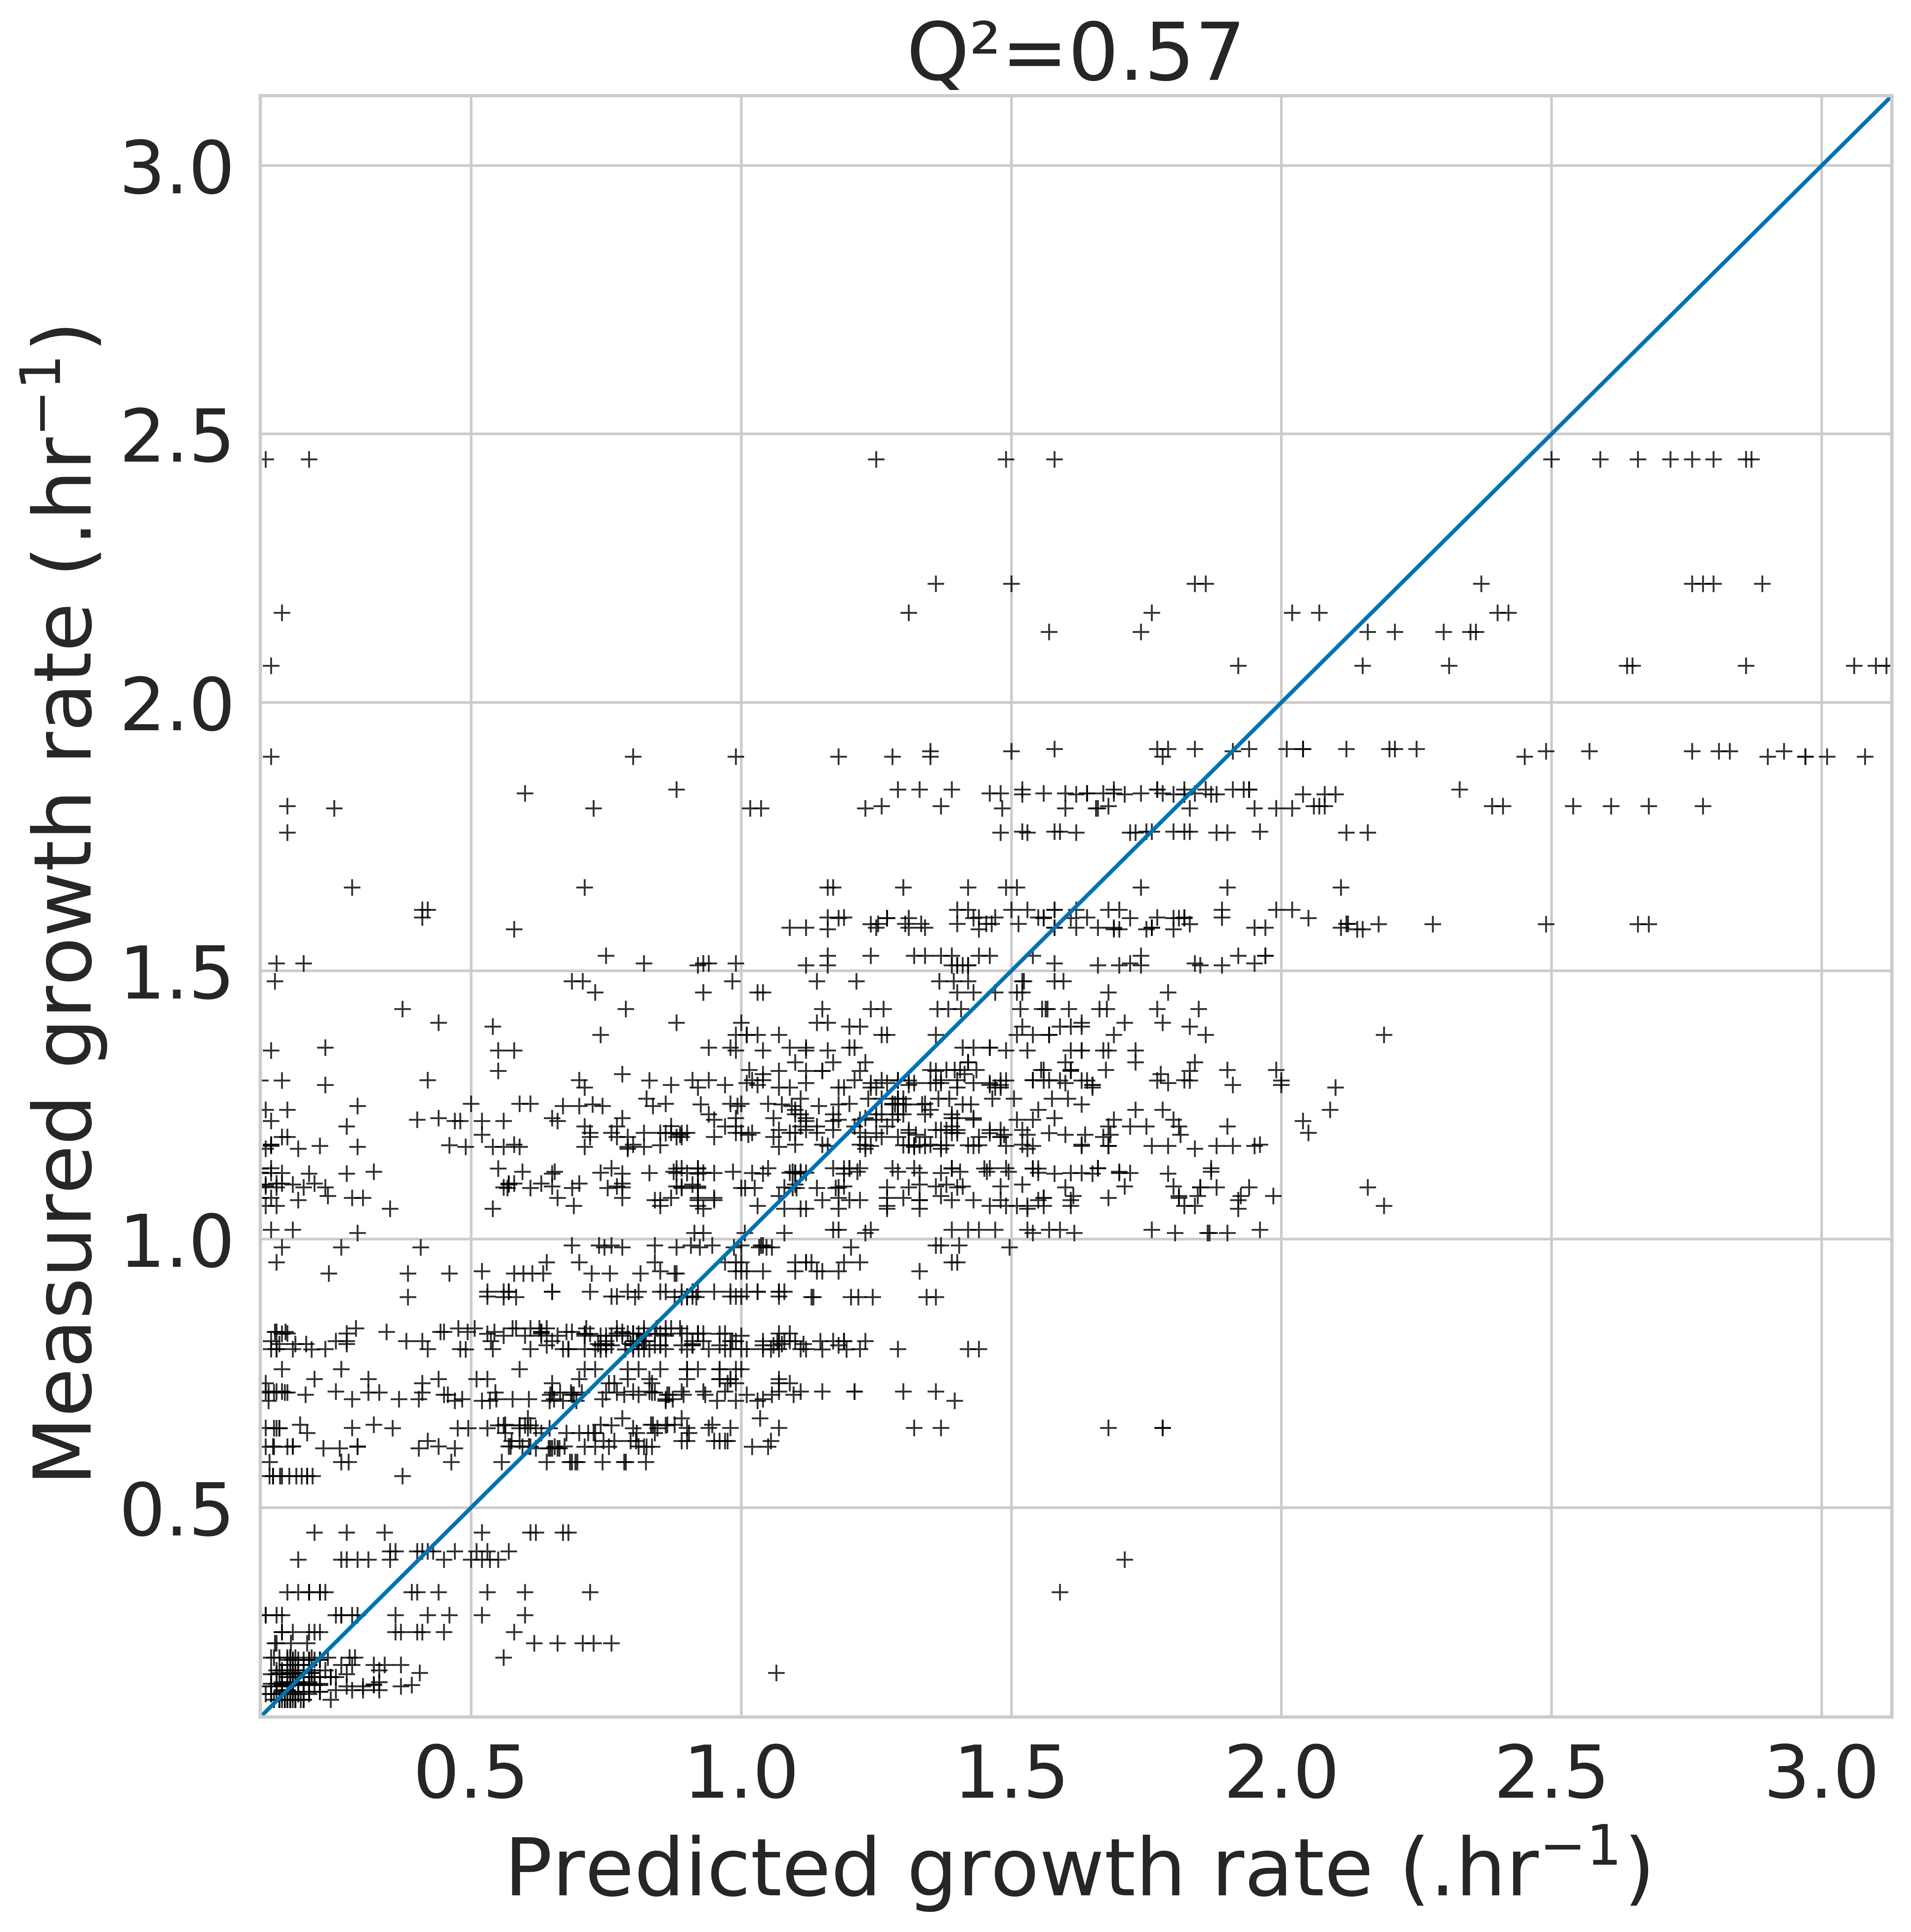 Q²=0.57
3.0
2.5
2.0
1.5
1.0
0.5
Measured growth rate (.hr⁻¹)
0.5 1.0 1.5 2.0 2.5 3.0
Predicted growth rate (.hr⁻¹)